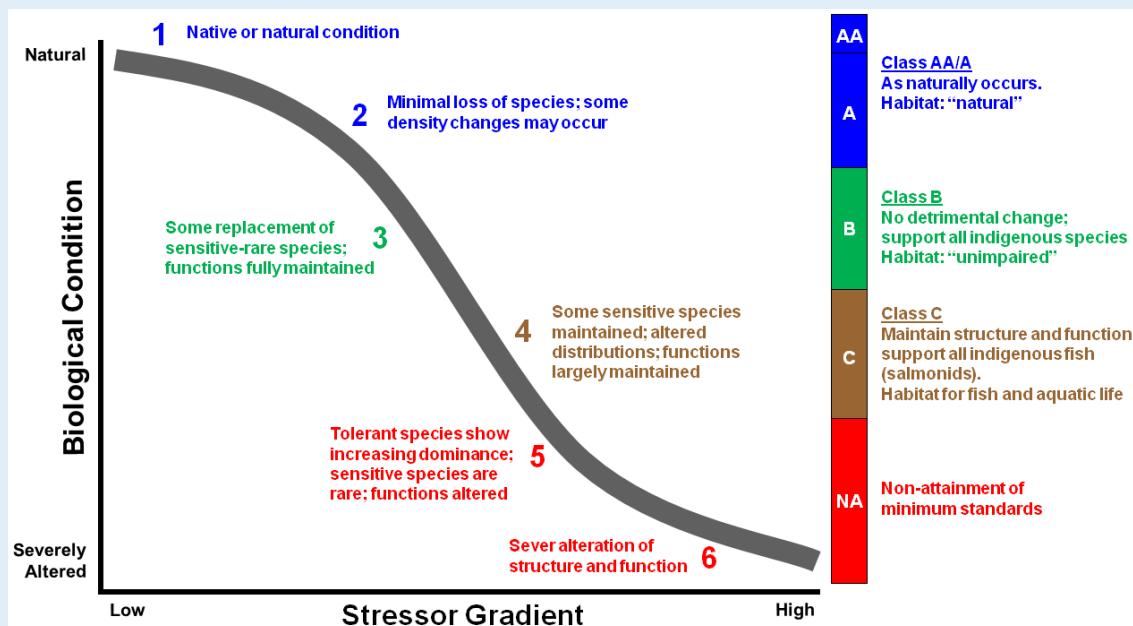 1
Native or natural condition
Natural
2
Minimal loss of species; some
density changes may occur
3
Some replacement of
sensitive-rare species;
functions fully maintained
4
Some sensitive species
maintained; altered
distributions; functions
largely maintained
5
Tolerant species show
increasing dominance;
sensitive species are
rare; functions altered
6
Sever alteration of
structure and function
Biological Condition
Severely
Altered
Low
Stressor Gradient
High
AA
A
B
C
NA
Class AA/A
As naturally occurs.
Habitat: “natural”
Class B
No detrimental change;
support all indigenous species
Habitat: “unimpaired”
Class C
Maintain structure and function
support all indigenous fish
(salmonids).
Habitat for fish and aquatic life
Non-attainment of
minimum standards